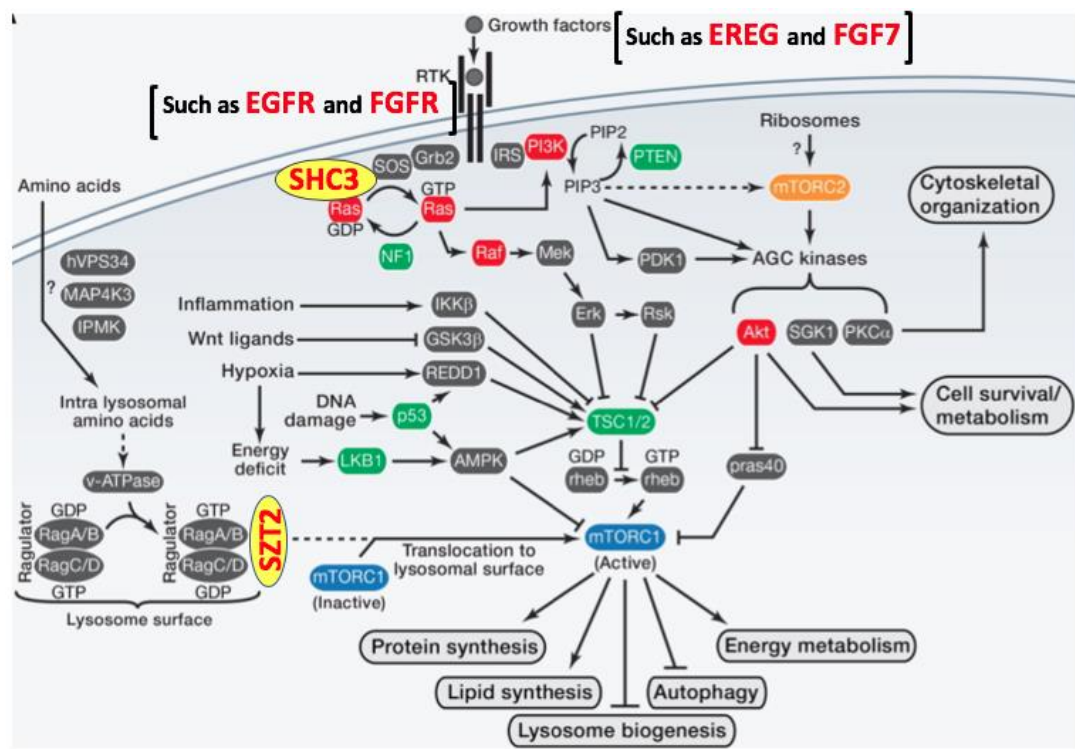 Growth factors
[Such as EREG and FGF7]
RTK
[Such as EGFR and FGFR]
Ribosomes
?
PIP2
IRS
PI3K
PTEN
SOS
Grb2
SHC3
Amino acids
GTP
PIP3
mTORC2
Cytoskeletal
organization
Ras
Ras
GDP
NF1
Raf
Mek
PDK1
AGC kinases
hVPS34
?
MAP4K3
IPMK
Inflammation
IKKβ
Erk
Rsk
Akt
SGK1
PKCα
Wnt ligands
GSK3β
Hypoxia
REDD1
DNA
damage
p53
TSC1/2
Cell survival/
metabolism
Intra lysosomal
amino acids
Energy
deficit
LKB1
AMPK
GDP
GTP
rheb
rheb
pras40
v-ATPase
Ragulator
GDP
RagA/B
RagC/D
GTP
Ragulator
GTP
RagA/B
RagC/D
GDP
SZT2
Lysosome surface
mTORC1
(Inactive)
Translocation to
lysosomal surface
mTORC1
(Active)
Protein synthesis
Energy metabolism
Lipid synthesis
Autophagy
Lysosome biogenesis